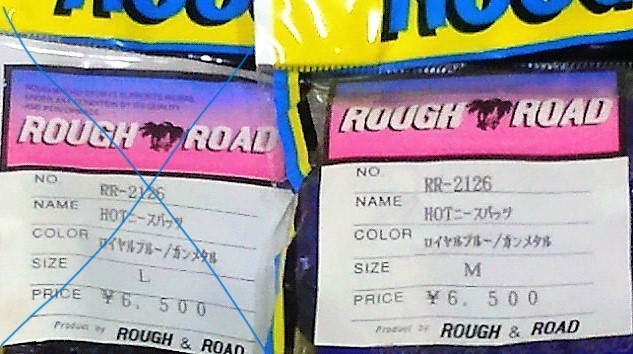 ROUGH ROAD
NO. RR-2126
NAME HOTニースパッツ
COLOR ロイヤルブルー/ガンメタル
SIZE L
PRICE ¥6. 500
Product by ROUGH & ROAD
ROUGH ROAD
NO. RR-2126
NAME HOTニースパッツ
COLOR ロイヤルブルー/ガンメタル
SIZE M
PRICE ¥6. 500
Product by ROUGH & ROAD